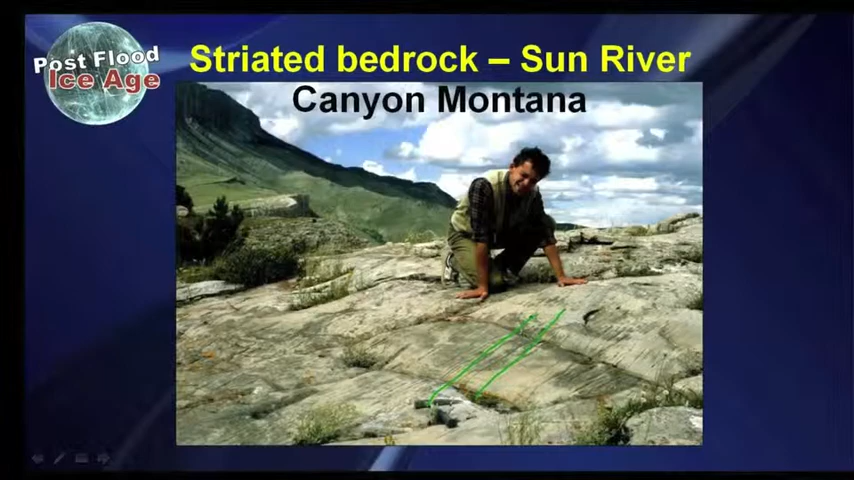 Post Flood
Ice Age
Striated bedrock – Sun River
Canyon Montana